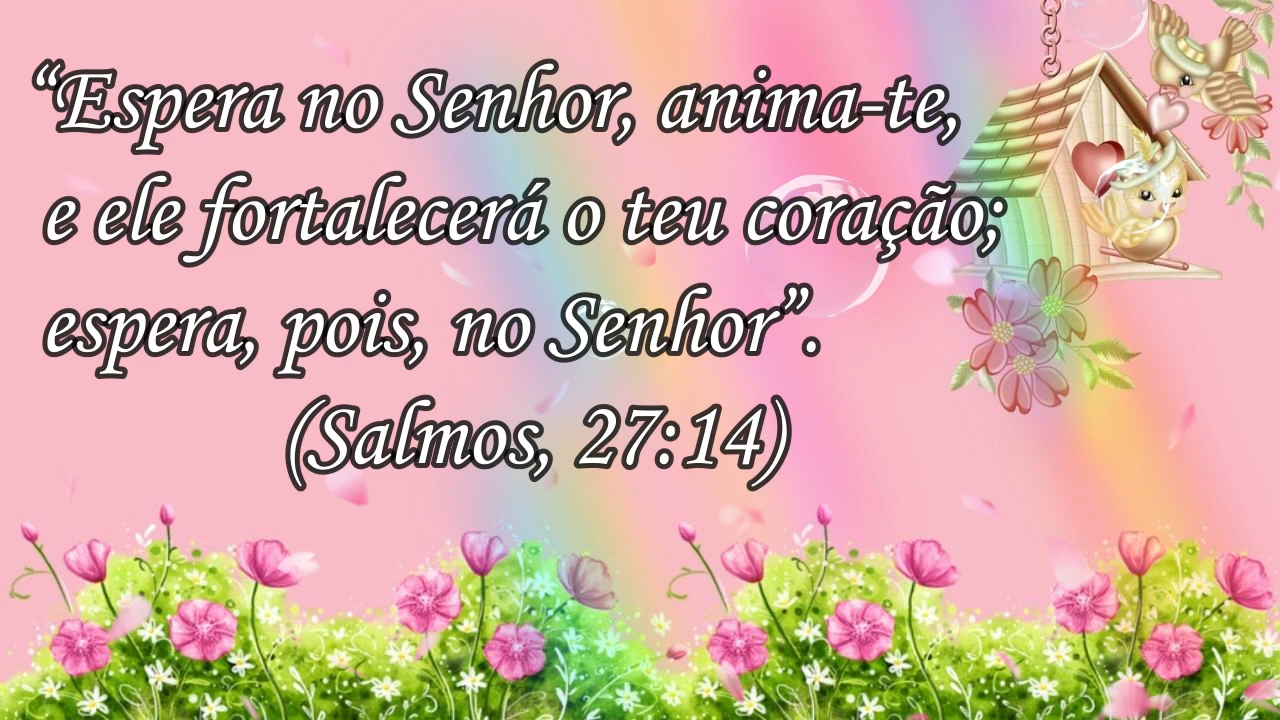 “Espera no Senhor, anima-te,
e ele fortalecerá o teu coração;
espera, pois, no Senhor”.
(Salmos, 27:14)